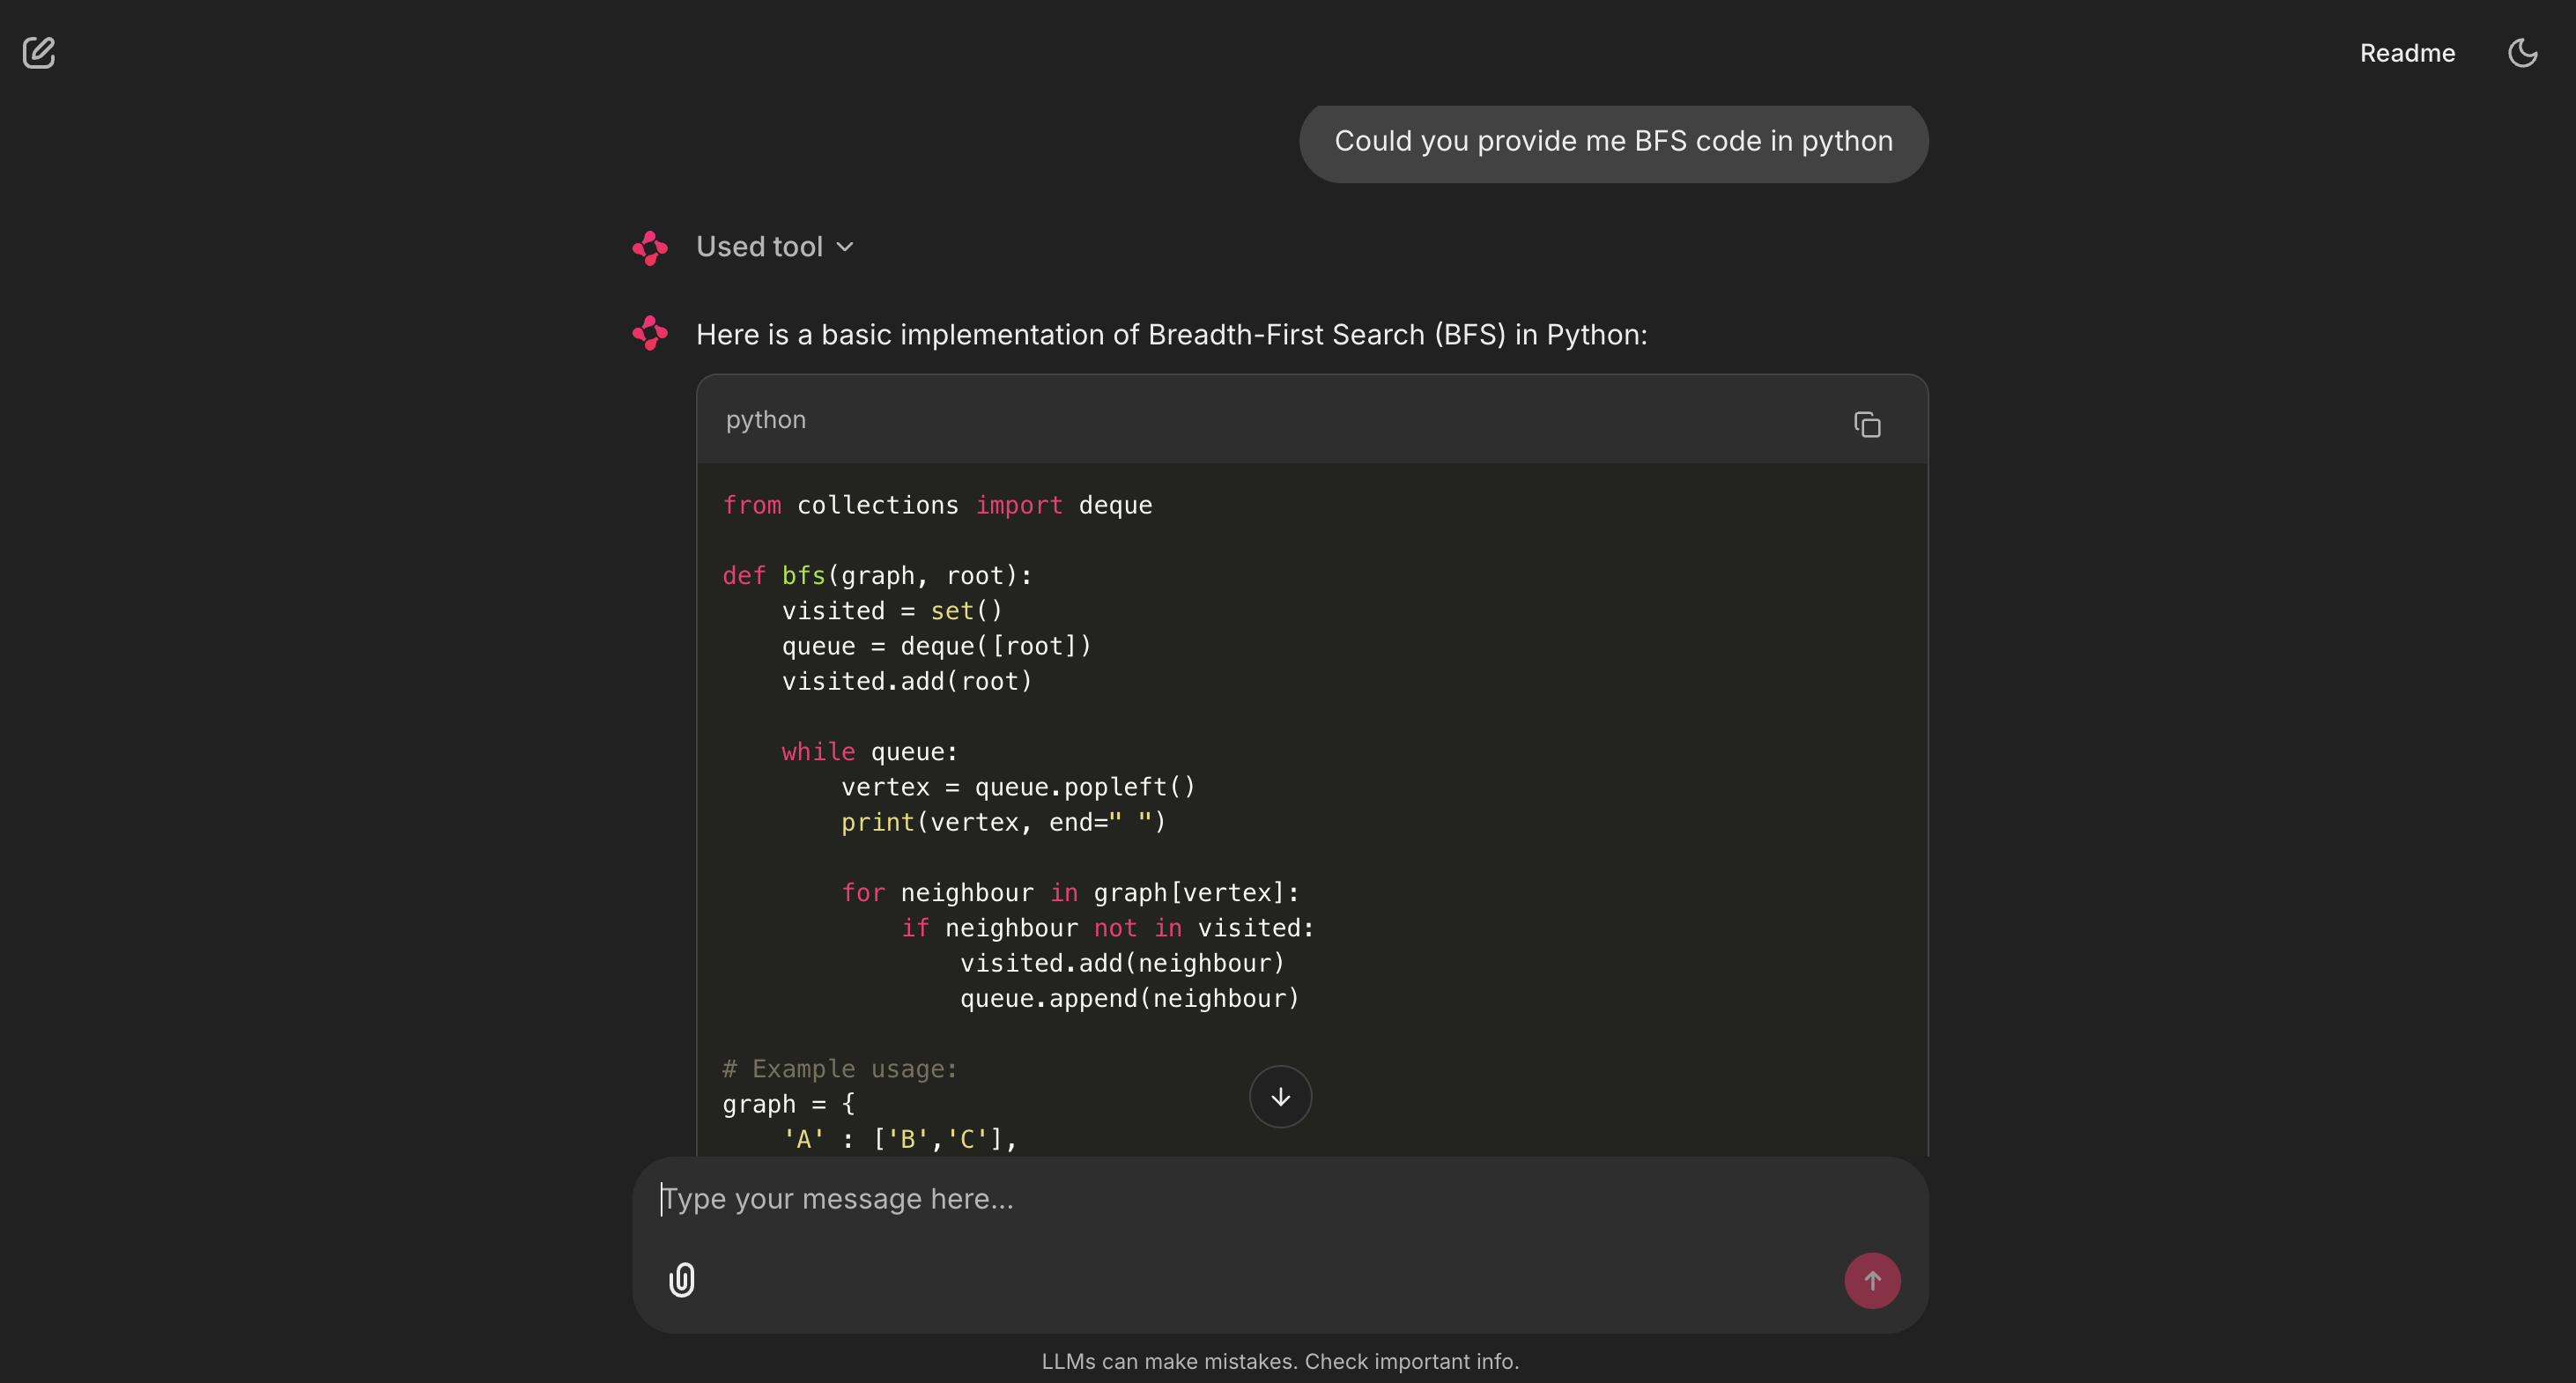 Readme
Could you provide me BFS code in python
Used tool
Here is a basic implementation of Breadth-First Search (BFS) in Python:
python
from collections import deque

def bfs(graph, root):
    visited = set()
    queue = deque([root])
    visited.add(root)

    while queue:
        vertex = queue.popleft()
        print(vertex, end=" ")

        for neighbour in graph[vertex]:
            if neighbour not in visited:
                visited.add(neighbour)
                queue.append(neighbour)

# Example usage:
graph = {
    'A' : ['B','C'],
Type your message here...
LLMs can make mistakes. Check important info.